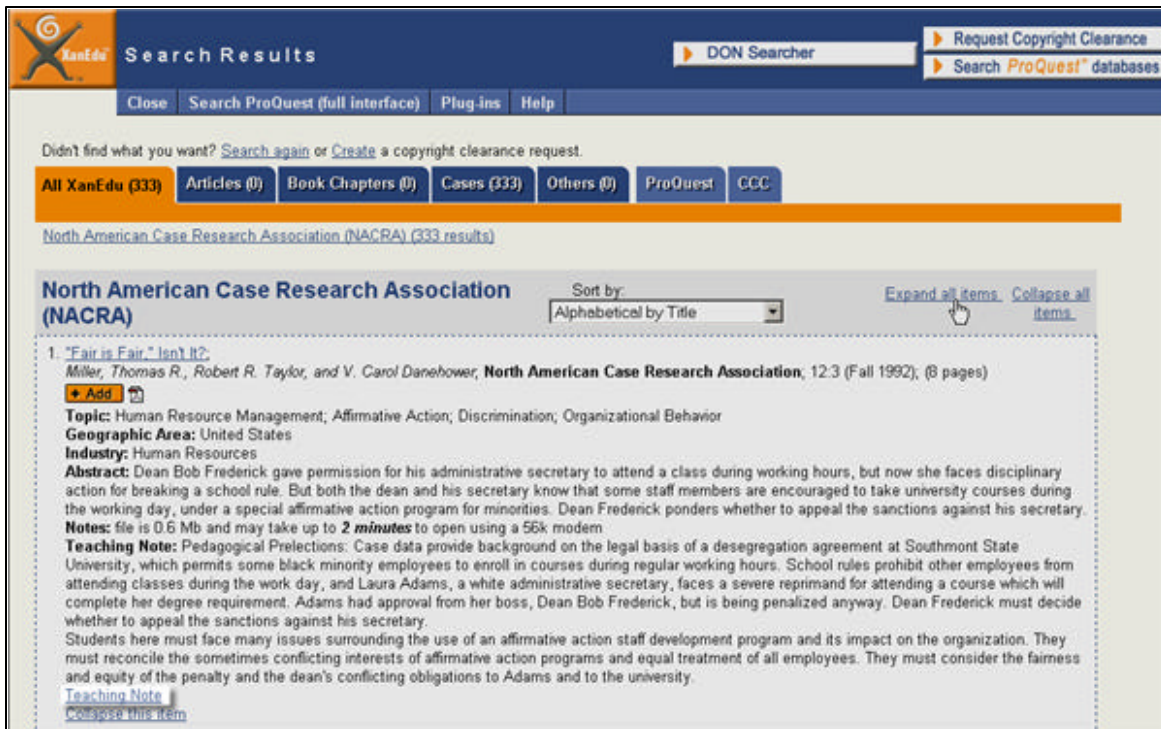 XanEdu™ Search Results
DON Searcher
Request Copyright Clearance
Search ProQuest® databases
Close Search ProQuest (full interface) Plug-ins Help
Didn't find what you want? Search again or Create a copyright clearance request.
All XanEdu (333) Articles (0) Book Chapters (0) Cases (333) Others (0) ProQuest CCC
North American Case Research Association (NACRA) (333 results)
North American Case Research Association
(NACRA)
Sort by:
Alphabetical by Title
Expand all items Collapse all
items
1. "Fair is Fair," Isn't It?;
Miller, Thomas R., Robert R. Taylor, and V. Carol Danehower, North American Case Research Association, 12:3 (Fall 1992); (8 pages)
+ Add
Topic: Human Resource Management; Affirmative Action; Discrimination; Organizational Behavior
Geographic Area: United States
Industry: Human Resources
Abstract: Dean Bob Frederick gave permission for his administrative secretary to attend a class during working hours, but now she faces disciplinary
action for breaking a school rule. But both the dean and his secretary know that some staff members are encouraged to take university courses during
the working day, under a special affirmative action program for minorities. Dean Frederick ponders whether to appeal the sanctions against his secretary.
Notes: file is 0.6 Mb and may take up to 2 minutes to open using a 56k modem
Teaching Note: Pedagogical Prelections: Case data provide background on the legal basis of a desegregation agreement at Southmont State
University, which permits some black minority employees to enroll in courses during regular working hours. School rules prohibit other employees from
attending classes during the work day, and Laura Adams, a white administrative secretary, faces a severe reprimand for attending a course which will
complete her degree requirement. Adams had approval from her boss, Dean Bob Frederick, but is being penalized anyway. Dean Frederick must decide
whether to appeal the sanctions against his secretary.
Students here must face many issues surrounding the use of an affirmative action staff development program and its impact on the organization. They
must reconcile the sometimes conflicting interests of affirmative action programs and equal treatment of all employees. They must consider the fairness
and equity of the penalty and the dean's conflicting obligations to Adams and to the university.
Teaching Note
Collapse this item